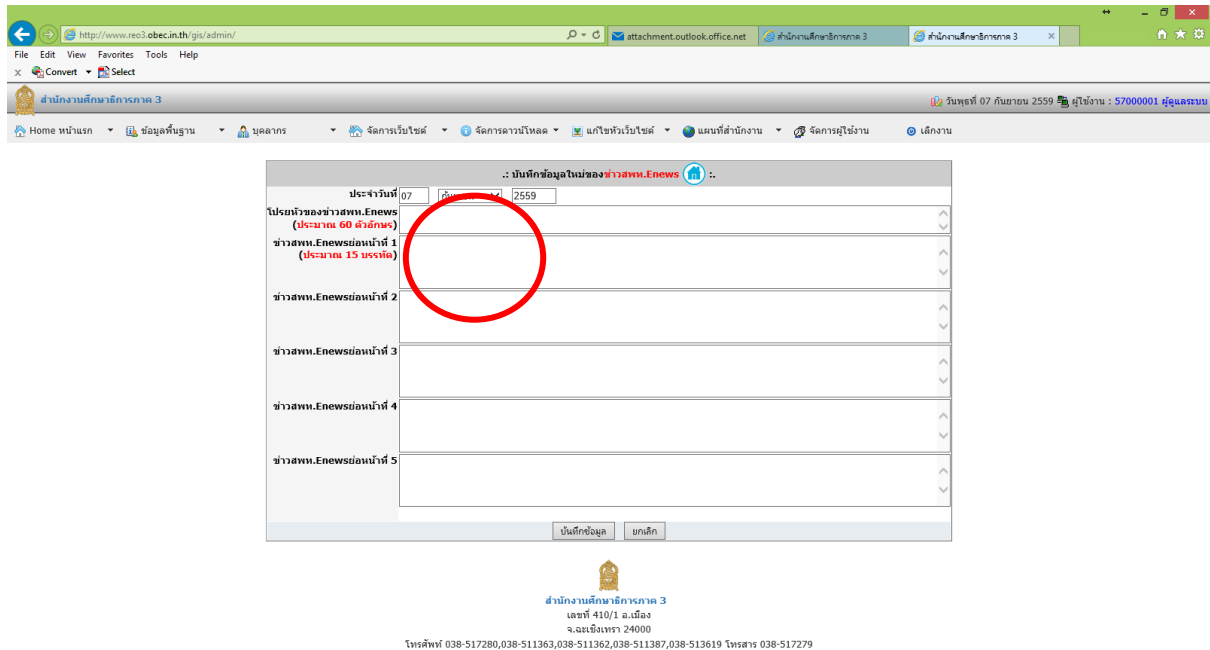 http://www.reo3.obec.in.th/gis/admin/
attachment.outlook.office.net
สำนักงานศึกษาธิการภาค 3
สำนักงานศึกษาธิการภาค 3
File Edit View Favorites Tools Help
x Convert Select
สำนักงานศึกษาธิการภาค 3
วันพุธที่ 07 กันยายน 2559 ผู้ใช้งาน : 57000001 ผู้ดูแลระบบ
Home หน้าแรก ข้อมูลพื้นฐาน บุคลากร จัดการเว็บไซต์ จัดการดาวน์โหลด แก้ไขหัวเว็บไซต์ แผนที่สำนักงาน จัดการผู้ใช้งาน เลิกงาน
.: บันทึกข้อมูลใหม่ของข่าวสพท.Enews :.
ประจำวันที่ 07 2559
โปรยหัวของข่าวสพท.Enews
(ประมาณ 60 ตัวอักษร)
ข่าวสพท.Enewsย่อหน้าที่ 1
(ประมาณ 15 บรรทัด)
ข่าวสพท.Enewsย่อหน้าที่ 2
ข่าวสพท.Enewsย่อหน้าที่ 3
ข่าวสพท.Enewsย่อหน้าที่ 4
ข่าวสพท.Enewsย่อหน้าที่ 5
บันทึกข้อมูล ยกเลิก
สำนักงานศึกษาธิการภาค 3
เลขที่ 410/1 อ.เมือง
จ.ฉะเชิงเทรา 24000
โทรศัพท์ 038-517280,038-511363,038-511362,038-511387,038-513619 โทรสาร 038-517279